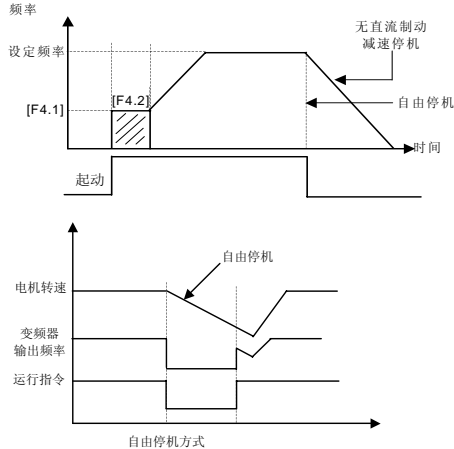 频率
无直流制动
减速停机
设定频率
[F4.1]
[F4.2]
自由停机
时间
起动
自由停机
电机转速
变频器
输出频率
运行指令
自由停机方式